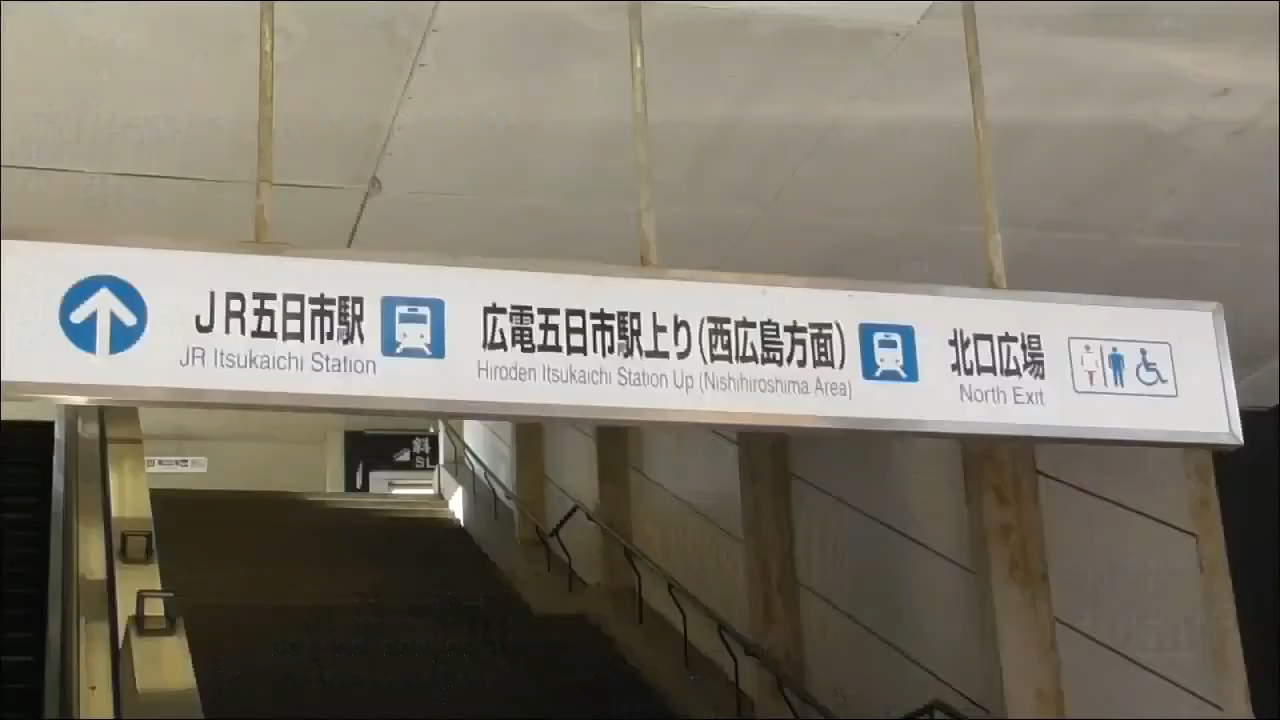 JR五日市駅
JR Itsukaichi Station
広電五日市駅上り(西広島方面)
Hiroden Itsukaichi Station Up (Nishihiroshima Area)
北口広場
North Exit